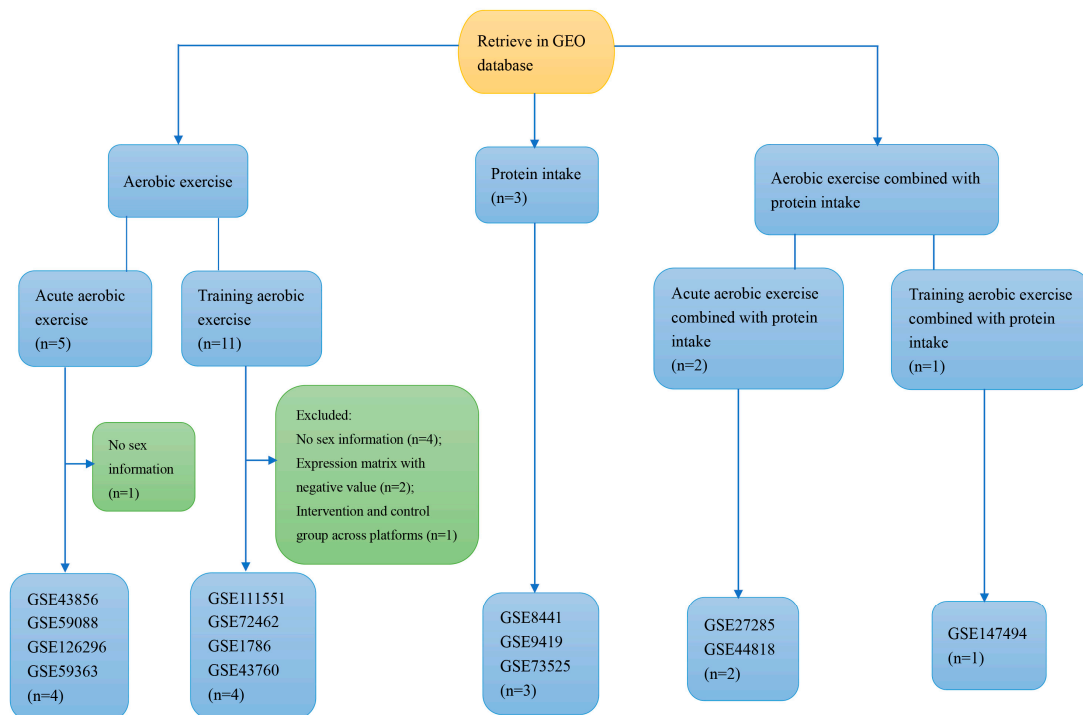 Retrieve in GEO
database
Aerobic exercise
Protein intake
(n=3)
Aerobic exercise combined with
protein intake
Acute aerobic
exercise
(n=5)
Training aerobic
exercise
(n=11)
Acute aerobic exercise
combined with protein
intake
(n=2)
Training aerobic exercise
combined with protein
intake
(n=1)
No sex
information
(n=1)
Excluded:
No sex information (n=4);
Expression matrix with
negative value (n=2);
Intervention and control
group across platforms (n=1)
GSE43856
GSE59088
GSE126296
GSE59363
(n=4)
GSE111551
GSE72462
GSE1786
GSE43760
(n=4)
GSE8441
GSE9419
GSE73525
(n=3)
GSE27285
GSE44818
(n=2)
GSE147494
(n=1)